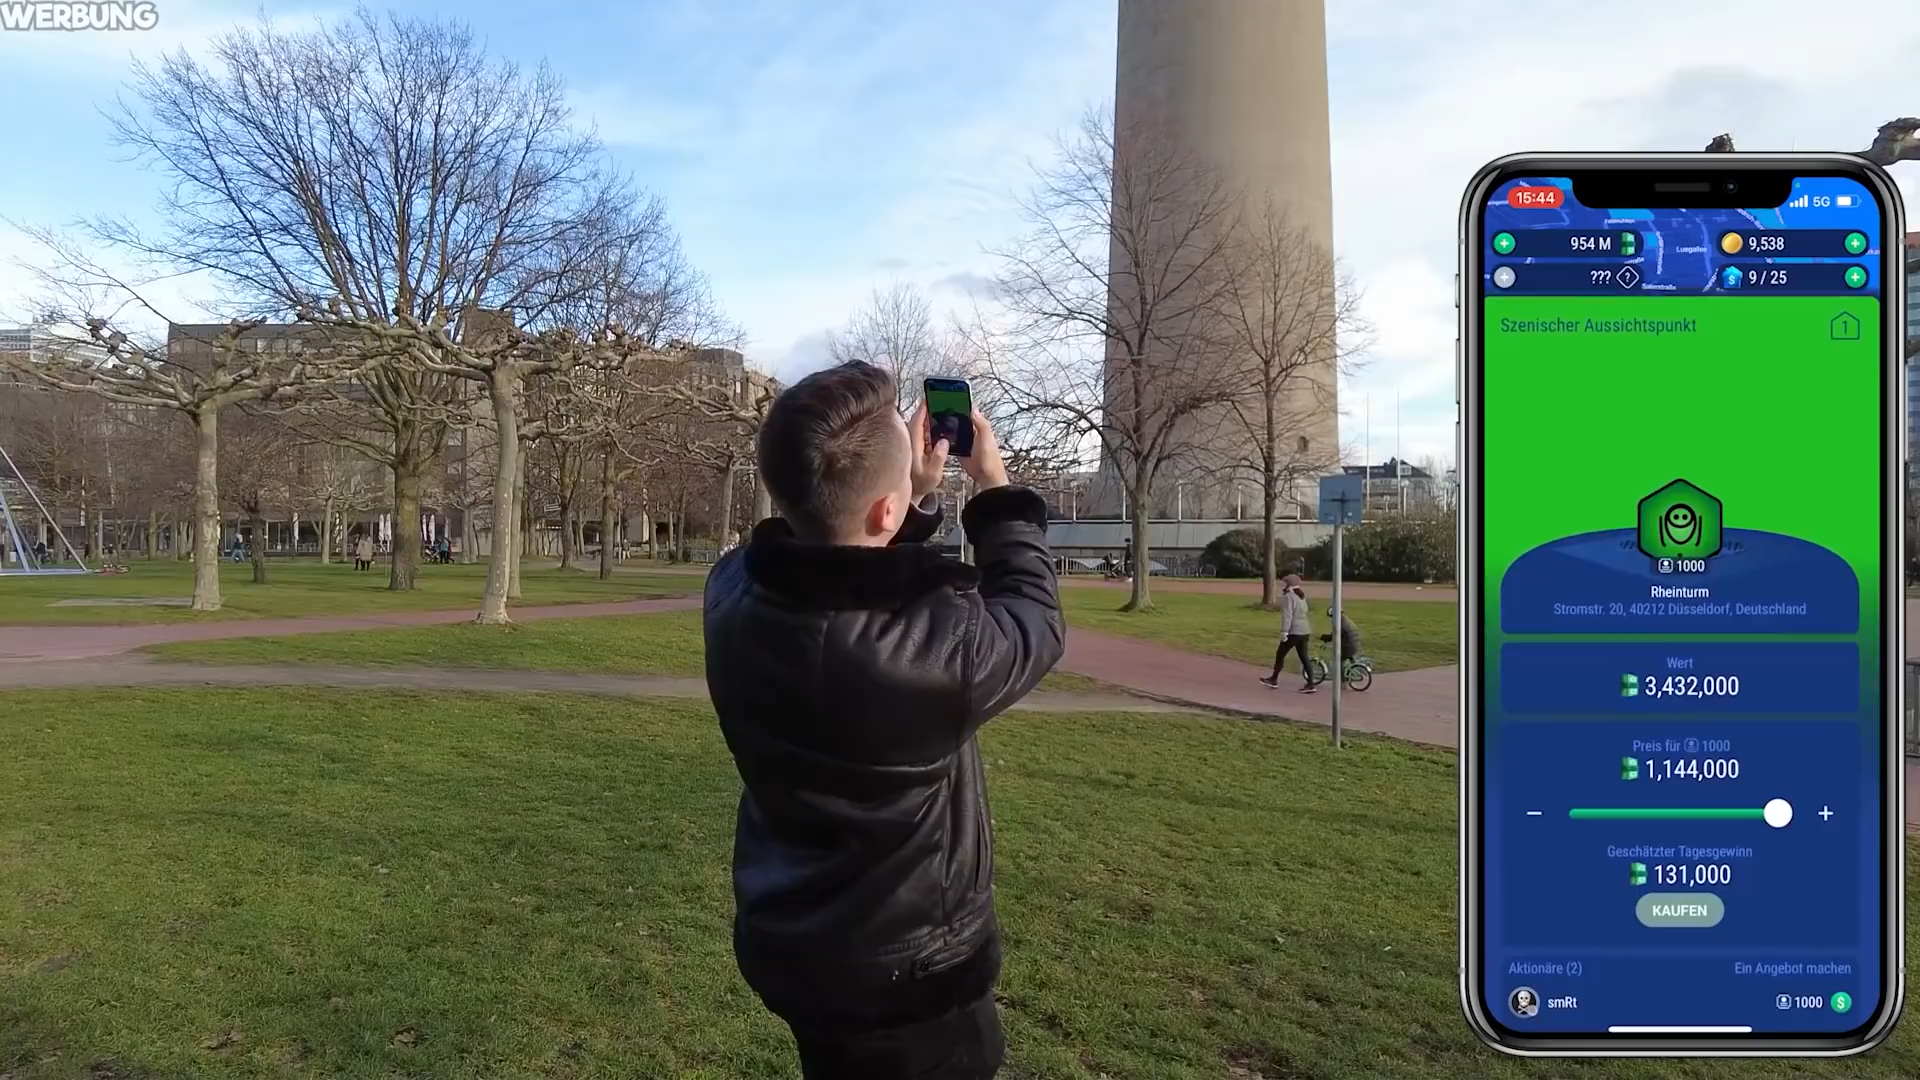 WERBUNG
15:44
5G
954 M
9,538
Luegallee
???
9 / 25
Szenischer Aussichtspunkt
1
1000
Rheinturm
Stromstr. 20, 40212 Düsseldorf, Deutschland
Wert
3,432,000
Preis für 1000
1,144,000
− +
Geschätzter Tagesgewinn
131,000
KAUFEN
Aktionäre (2)
Ein Angebot machen
smRt
1000 $